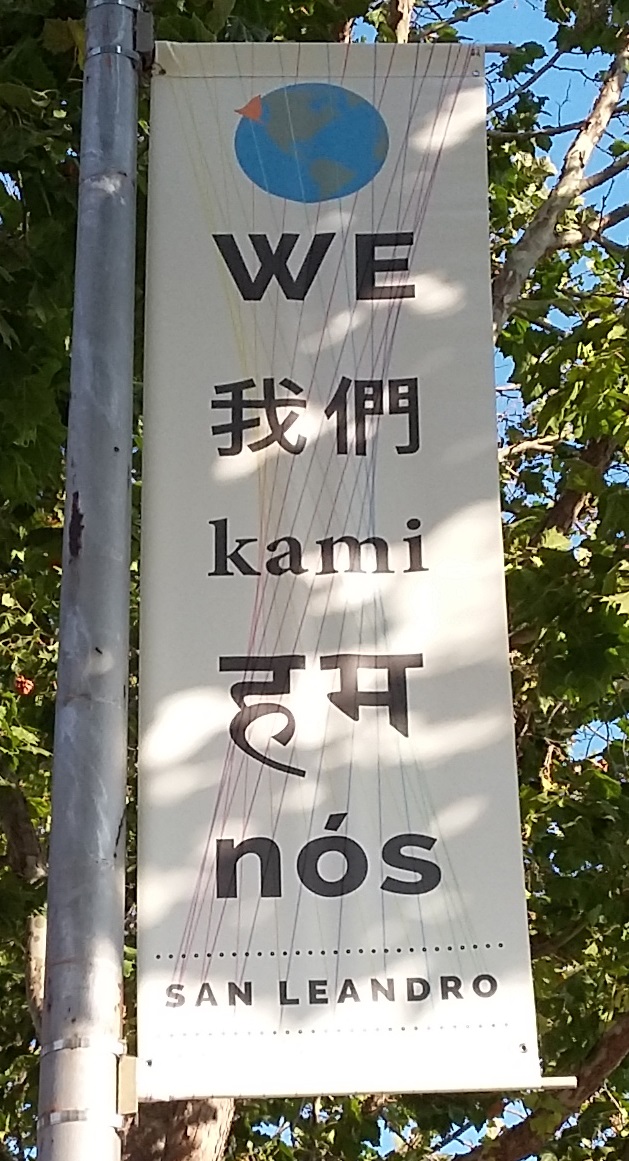 WE
我們
kami
हम
nós
SAN LEANDRO